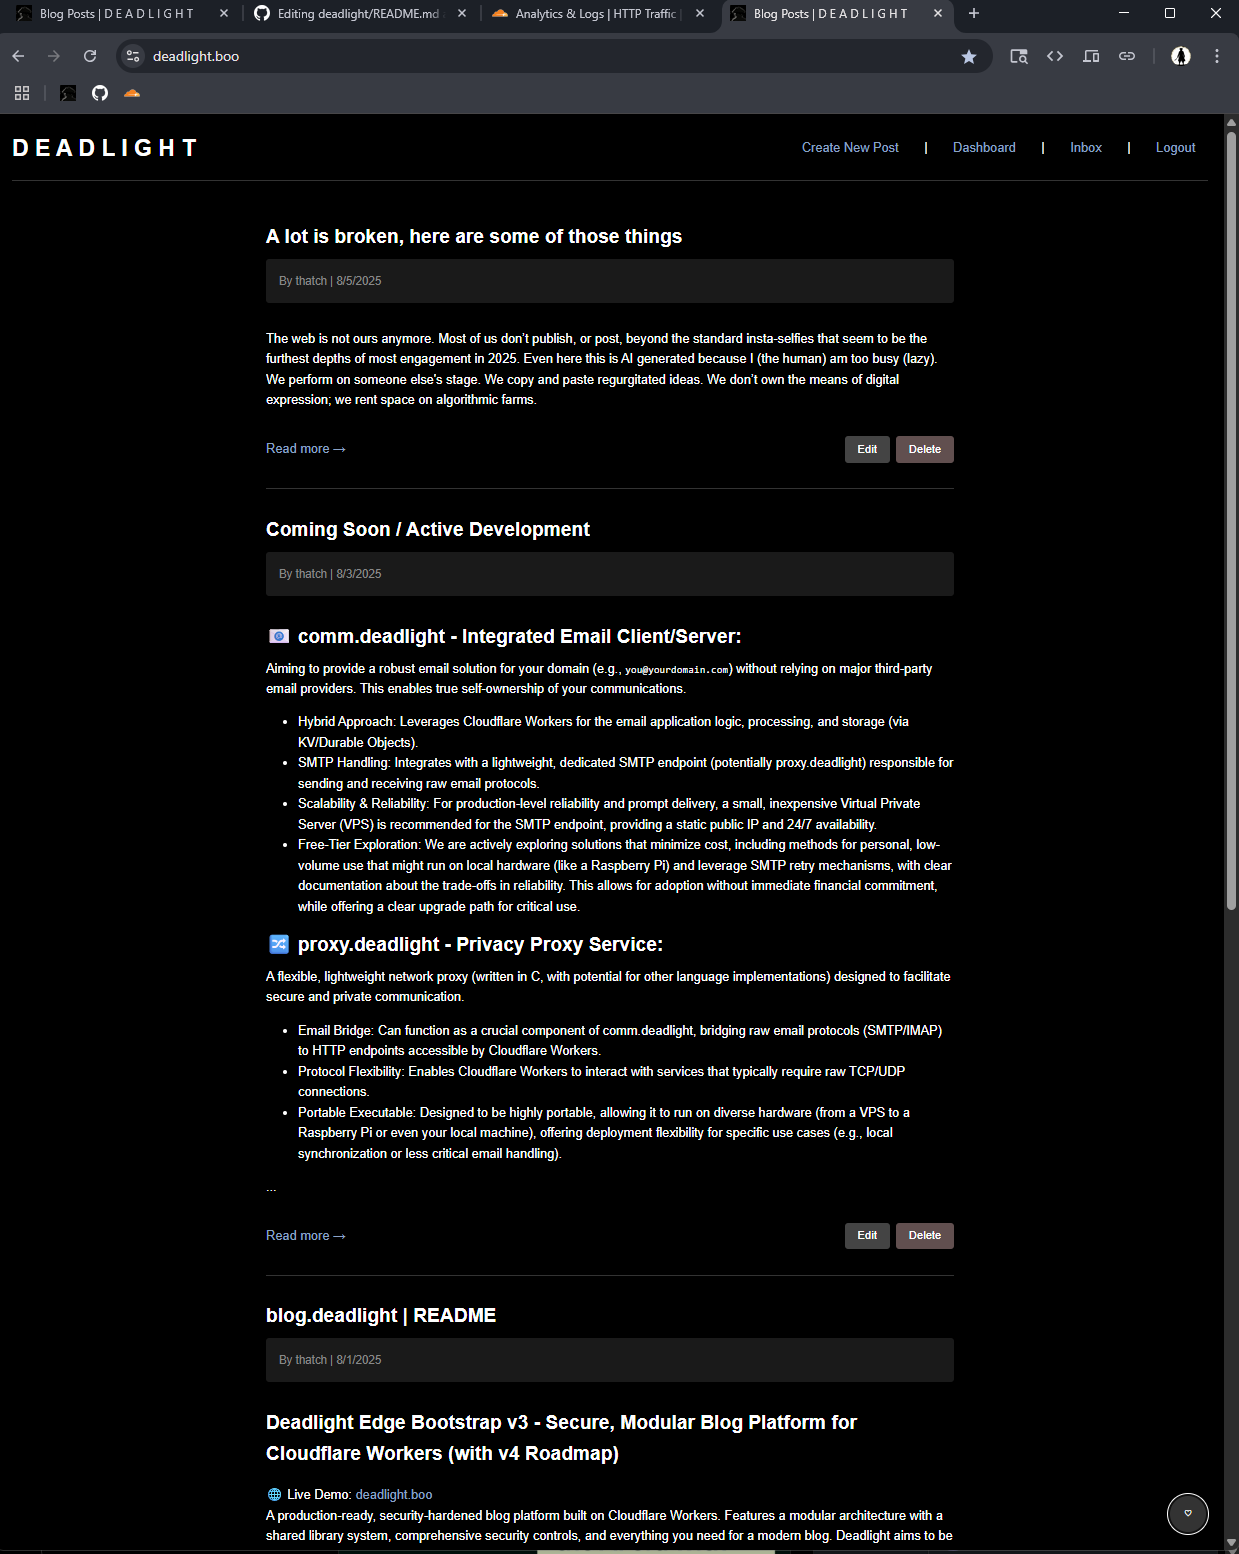 Blog Posts | D E A D L I G H T
Editing deadlight/README.md
Analytics & Logs | HTTP Traffic
Blog Posts | D E A D L I G H T
deadlight.boo
D E A D L I G H T
Create New Post | Dashboard | Inbox | Logout
A lot is broken, here are some of those things
By thatch | 8/5/2025
The web is not ours anymore. Most of us don’t publish, or post, beyond the standard insta-selfies that seem to be the
furthest depths of most engagement in 2025. Even here this is AI generated because I (the human) am too busy (lazy).
We perform on someone else’s stage. We copy and paste regurgitated ideas. We don’t own the means of digital
expression; we rent space on algorithmic farms.
Read more →
Edit Delete
Coming Soon / Active Development
By thatch | 8/3/2025
📧 comm.deadlight - Integrated Email Client/Server:
Aiming to provide a robust email solution for your domain (e.g., you@yourdomain.com) without relying on major third-party
email providers. This enables true self-ownership of your communications.
• Hybrid Approach: Leverages Cloudflare Workers for the email application logic, processing, and storage (via
KV/Durable Objects).
• SMTP Handling: Integrates with a lightweight, dedicated SMTP endpoint (potentially proxy.deadlight) responsible for
sending and receiving raw email protocols.
• Scalability & Reliability: For production-level reliability and prompt delivery, a small, inexpensive Virtual Private
Server (VPS) is recommended for the SMTP endpoint, providing a static public IP and 24/7 availability.
• Free-Tier Exploration: We are actively exploring solutions that minimize cost, including methods for personal, low-
volume use that might run on local hardware (like a Raspberry Pi) and leverage SMTP retry mechanisms, with clear
documentation about the trade-offs in reliability. This allows for adoption without immediate financial commitment,
while offering a clear upgrade path for critical use.
🔀 proxy.deadlight - Privacy Proxy Service:
A flexible, lightweight network proxy (written in C, with potential for other language implementations) designed to facilitate
secure and private communication.
• Email Bridge: Can function as a crucial component of comm.deadlight, bridging raw email protocols (SMTP/IMAP)
to HTTP endpoints accessible by Cloudflare Workers.
• Protocol Flexibility: Enables Cloudflare Workers to interact with services that typically require raw TCP/UDP
connections.
• Portable Executable: Designed to be highly portable, allowing it to run on diverse hardware (from a VPS to a
Raspberry Pi or even your local machine), offering deployment flexibility for specific use cases (e.g., local
synchronization or less critical email handling).
...
Read more →
Edit Delete
blog.deadlight | README
By thatch | 8/1/2025
Deadlight Edge Bootstrap v3 - Secure, Modular Blog Platform for
Cloudflare Workers (with v4 Roadmap)
🌐 Live Demo: deadlight.boo
A production-ready, security-hardened blog platform built on Cloudflare Workers. Features a modular architecture with a
shared library system, comprehensive security controls, and everything you need for a modern blog. Deadlight aims to be